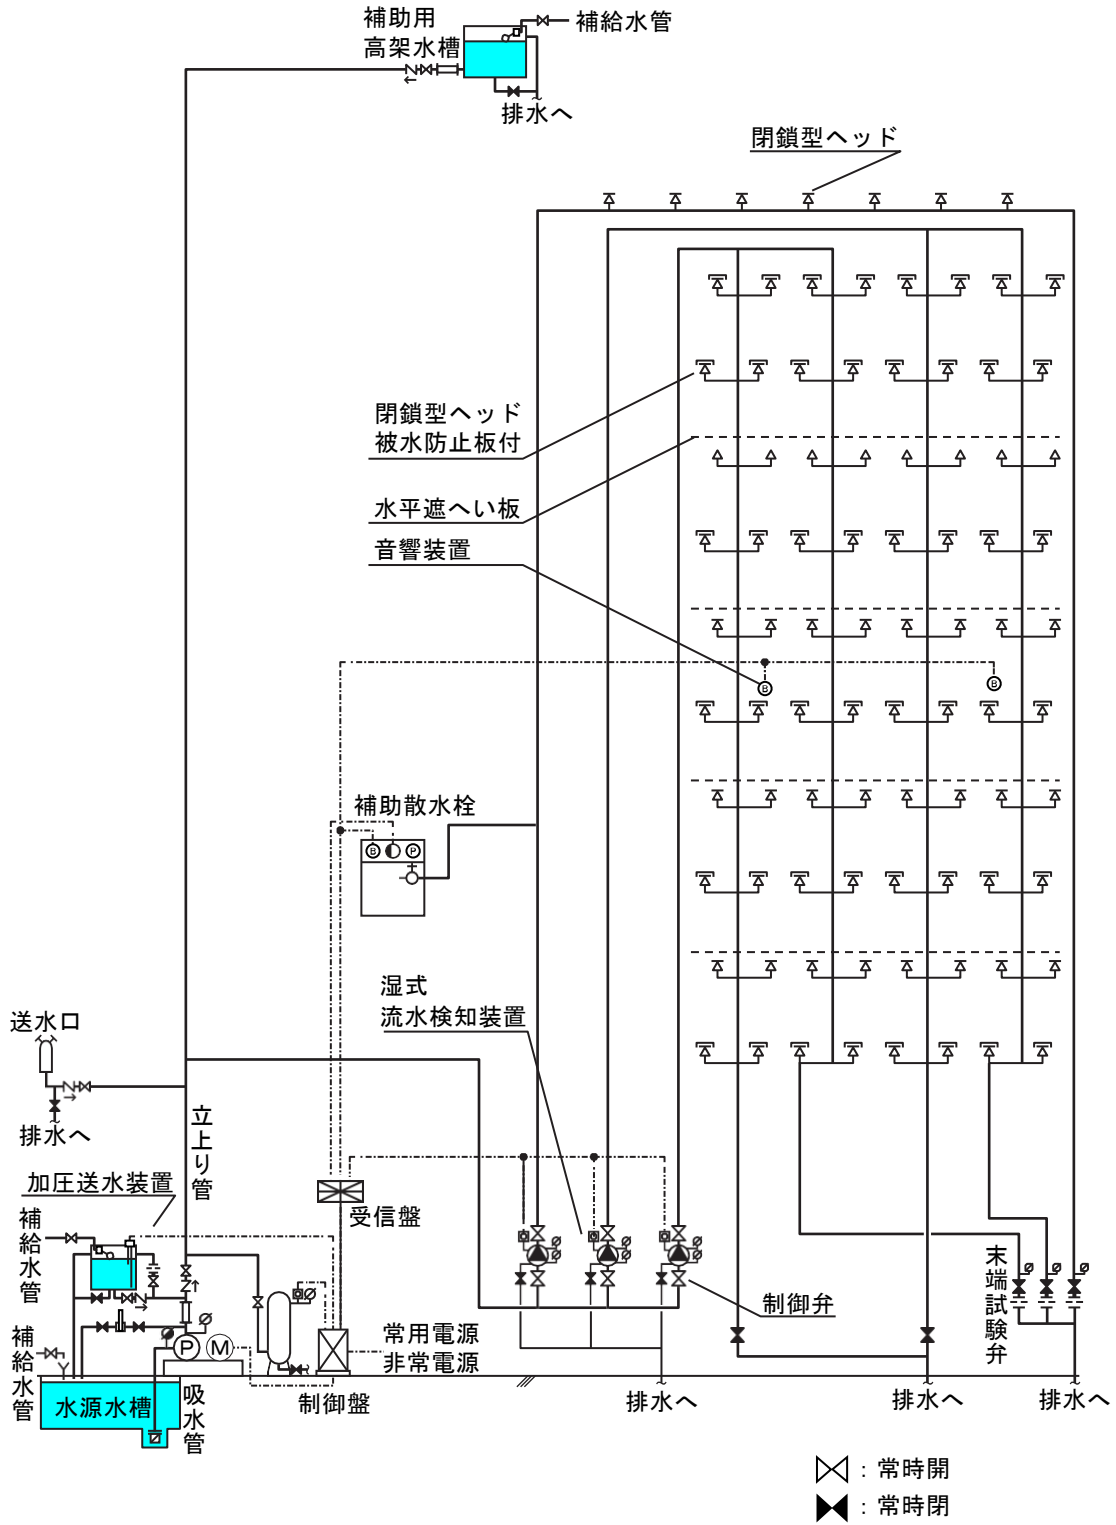 補助用
高架水槽
補給水管
排水へ
閉鎖型ヘッド
閉鎖型ヘッド
被水防止板付
水平遮へい板
音響装置
B
B
補助散水栓
B
P
湿式
流水検知装置
送水口
排水へ
立上り管
加圧送水装置
補給水管
受信盤
制御弁
末端試験弁
補給水管
P
M
常用電源
非常電源
水源水槽
吸水管
制御盤
排水へ
排水へ
排水へ
：常時開
：常時閉